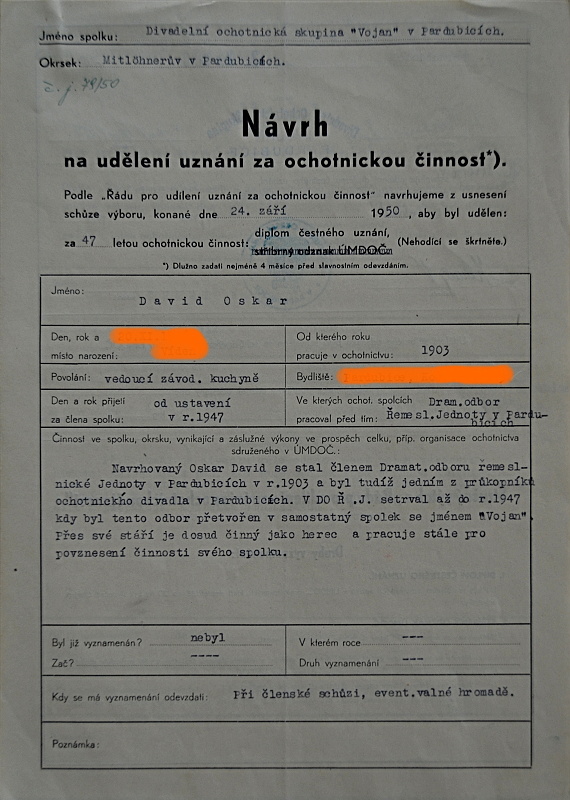 Jméno spolku: Divadelní ochotnická skupina "Vojan" v Pardubicích.
Okrsek: Mitlöhnerův v Pardubicích.
č.j. 79/50
Návrh
na udělení uznání za ochotnickou činnost*).
Podle „Řádu pro udílení uznání za ochotnickou činnost" navrhujeme z usnesení
schůze výboru, konané dne 24. září 1950, aby byl udělen:
za 47 letou ochotnickou činnost: diplom čestného uznání, (Nehodící se škrtněte.)
stříbrný odznak ÚMDOČ.
*) Dlužno zadati nejméně 4 měsíce před slavnostním odevzdáním.
Jméno: David Oskar
Den, rok a
místo narození:
Od kterého roku
pracuje v ochotnictvu: 1903
Povolání: vedoucí závod. kuchyně
Bydliště:
Den a rok přijetí od ustavení
za člena spolku: v r.1947
Ve kterých ochot. spolcích Dram.odbor
pracoval před tím: Řemesl.Jednoty v Pardu-
bicích
Činnost ve spolku, okrsku, vynikající a záslužné výkony ve prospěch celku, příp. organisace ochotnictva
sdruženého v ÚMDOČ.:
Navrhovaný Oskar David se stal členem Dramat.odboru řemesl-
nické Jednoty v Pardubicích v r.1903 a byl tudíž jedním z průkopníků
ochotnického divadla v Pardubicích. V DO Ř .J. setrval až do r.1947
kdy byl tento odbor přetvořen v samostatný spolek se jménem "Vojan".
Přes své stáří je dosud činný jako herec a pracuje stále pro
povznesení činnosti svého spolku.
Byl již vyznamenán? nebyl
Zač? ----
V kterém roce ---
Druh vyznamenání ---
Kdy se má vyznamenání odevzdati: Při členské schůzi, event.valné hromadě.
Poznámka: